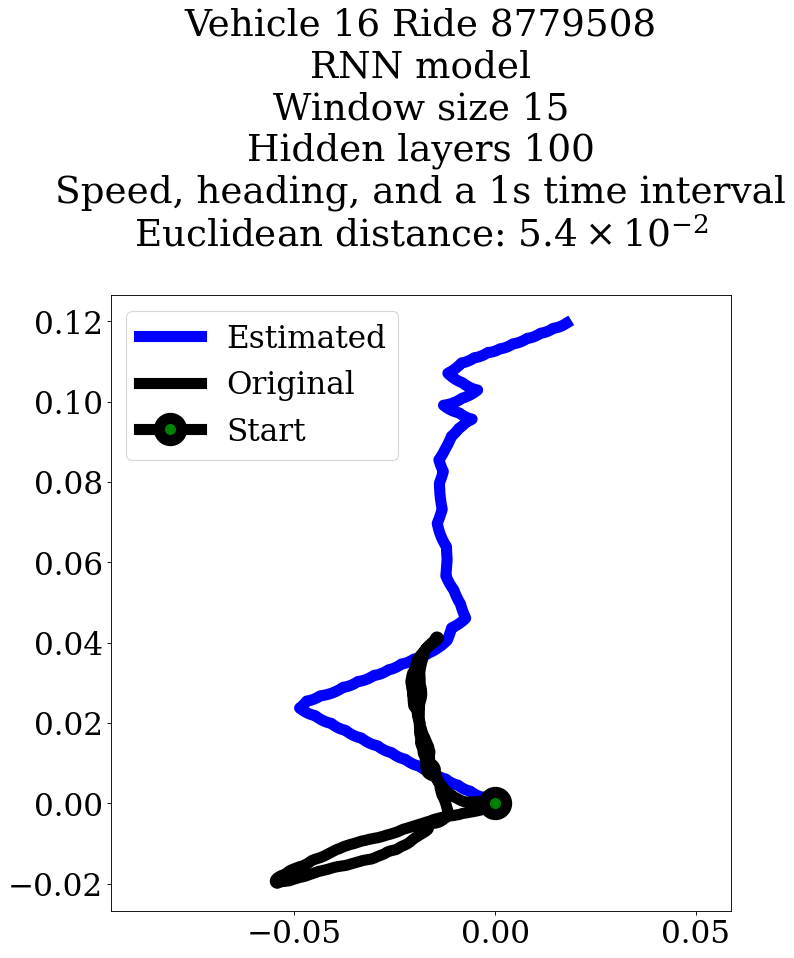 Vehicle 16 Ride 8779508
RNN model
Window size 15
Hidden layers 100
Speed, heading, and a 1s time interval
Euclidean distance: 5.4 × 10⁻²
Estimated
Original
Start
0.12
0.10
0.08
0.06
0.04
0.02
0.00
−0.02
−0.05 0.00 0.05